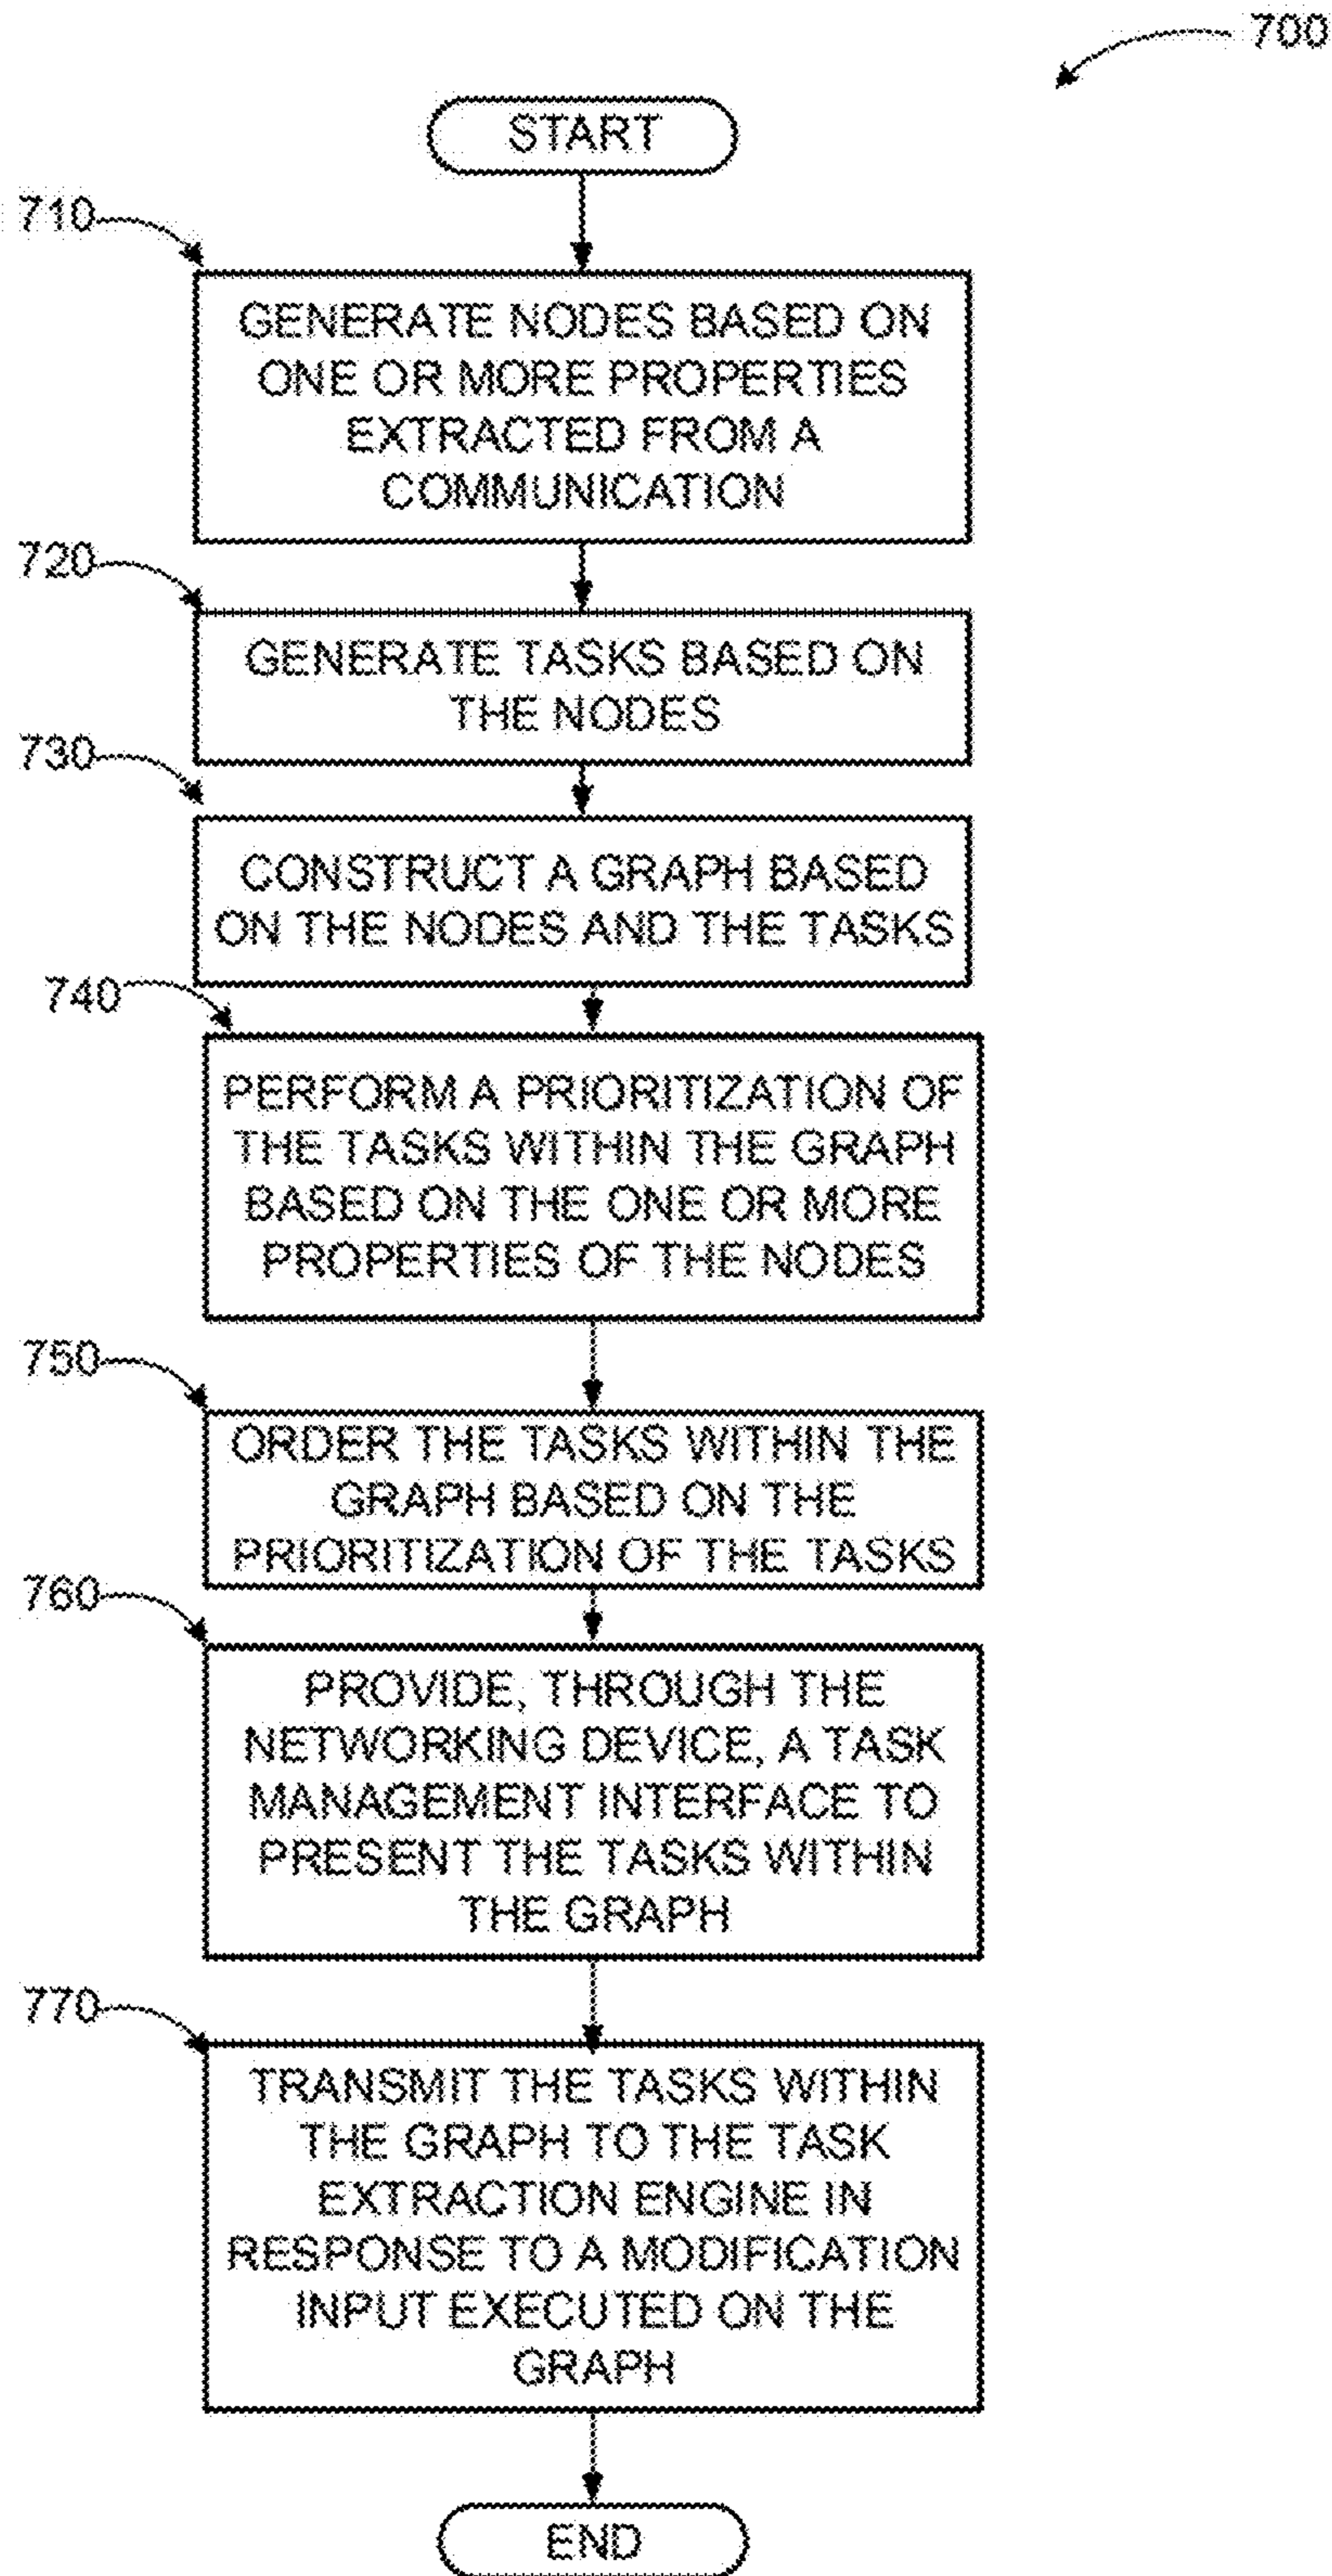 700
START
710
GENERATE NODES BASED ON
ONE OR MORE PROPERTIES
EXTRACTED FROM A
COMMUNICATION
720
GENERATE TASKS BASED ON
THE NODES
730
CONSTRUCT A GRAPH BASED
ON THE NODES AND THE TASKS
740
PERFORM A PRIORITIZATION OF
THE TASKS WITHIN THE GRAPH
BASED ON THE ONE OR MORE
PROPERTIES OF THE NODES
750
ORDER THE TASKS WITHIN THE
GRAPH BASED ON THE
PRIORITIZATION OF THE TASKS
760
PROVIDE, THROUGH THE
NETWORKING DEVICE, A TASK
MANAGEMENT INTERFACE TO
PRESENT THE TASKS WITHIN
THE GRAPH
770
TRANSMIT THE TASKS WITHIN
THE GRAPH TO THE TASK
EXTRACTION ENGINE IN
RESPONSE TO A MODIFICATION
INPUT EXECUTED ON THE
GRAPH
END